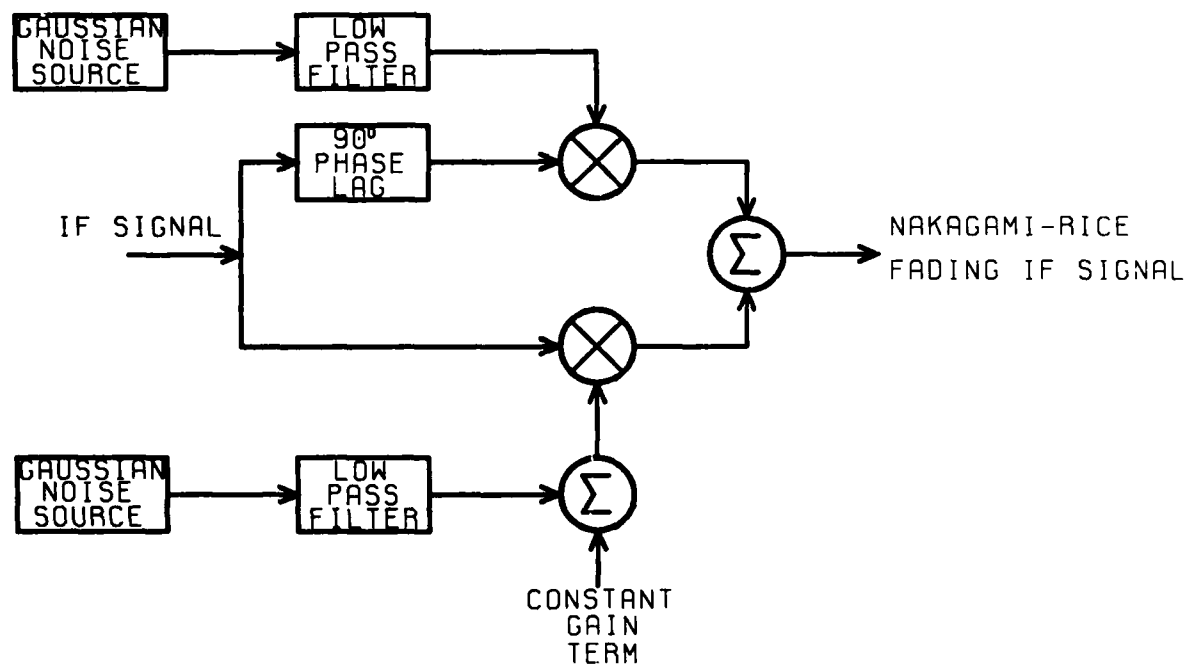 GAUSSIAN
NOISE
SOURCE
LOW
PASS
FILTER
90°
PHASE
LAG
IF SIGNAL
Σ
NAKAGAMI-RICE
FADING IF SIGNAL
GAUSSIAN
NOISE
SOURCE
LOW
PASS
FILTER
Σ
CONSTANT
GAIN
TERM